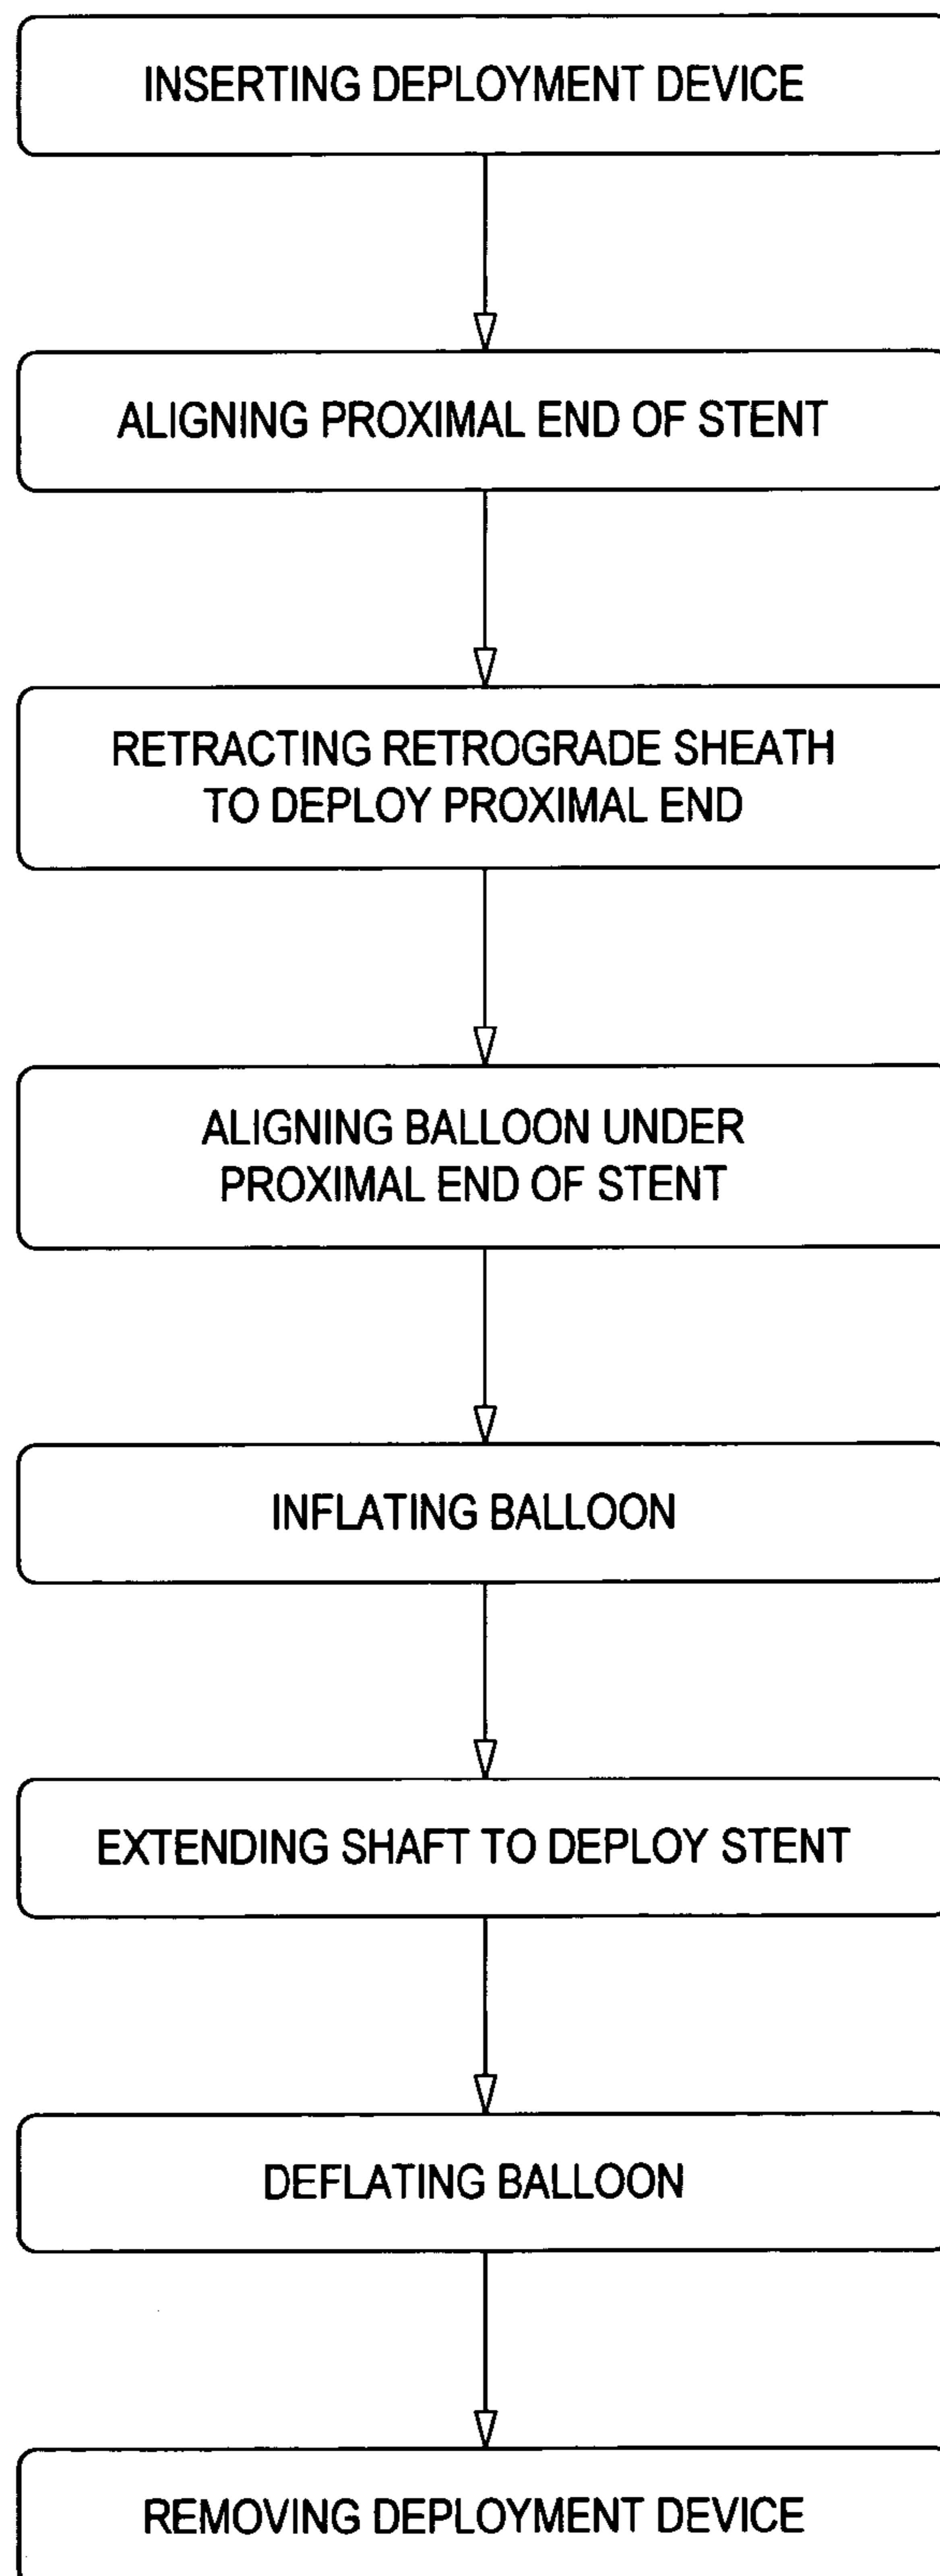 INSERTING DEPLOYMENT DEVICE
ALIGNING PROXIMAL END OF STENT
RETRACTING RETROGRADE SHEATH
TO DEPLOY PROXIMAL END
ALIGNING BALLOON UNDER
PROXIMAL END OF STENT
INFLATING BALLOON
EXTENDING SHAFT TO DEPLOY STENT
DEFLATING BALLOON
REMOVING DEPLOYMENT DEVICE